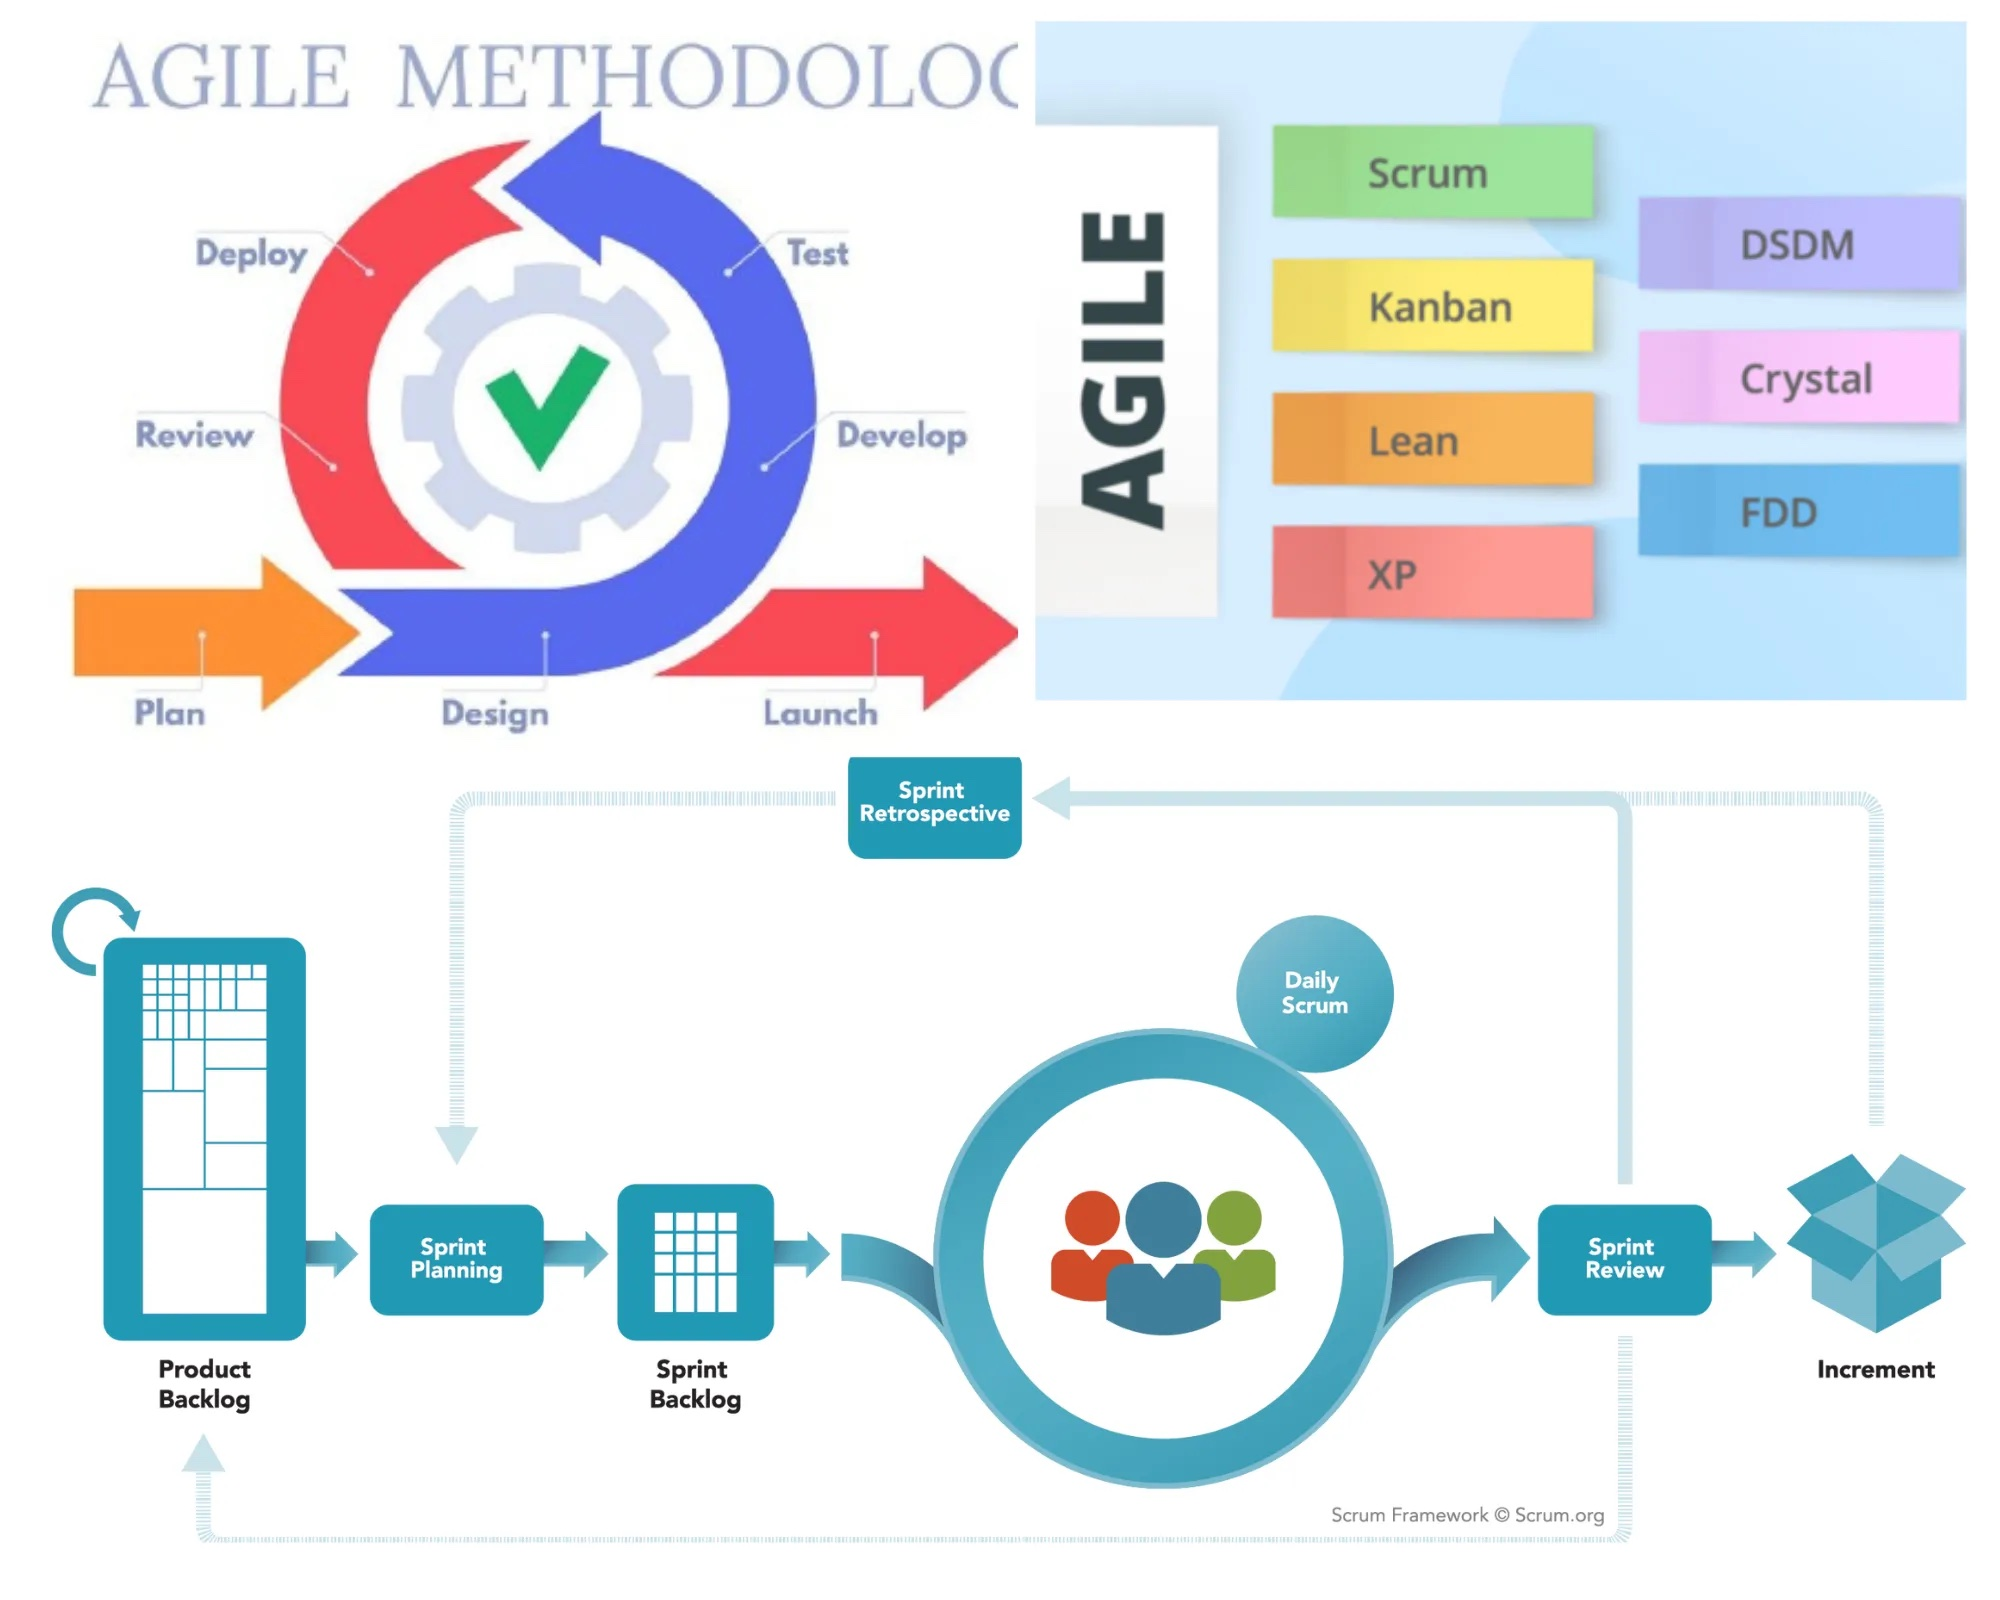 AGILE METHODOLOG
Deploy
Test
Review
Develop
Plan
Design
Launch
AGILE
Scrum
Kanban
Lean
XP
DSDM
Crystal
FDD
Sprint
Retrospective
Daily
Scrum
Sprint
Planning
Sprint
Review
Product
Backlog
Sprint
Backlog
Increment
Scrum Framework © Scrum.org